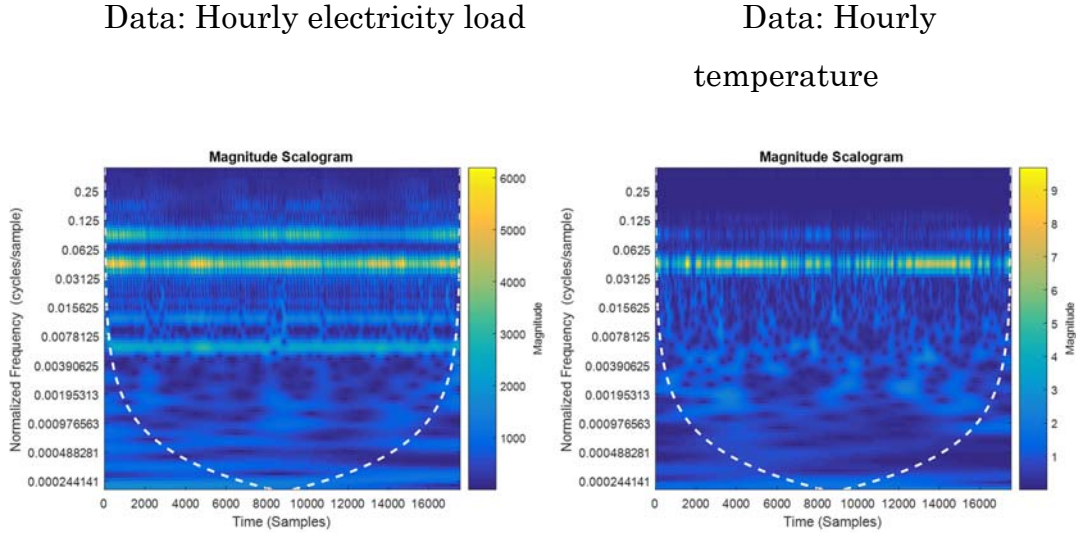 Data: Hourly electricity load
Data: Hourly
temperature
Magnitude Scalogram
Normalized Frequency (cycles/sample)
0.25
0.125
0.0625
0.03125
0.015625
0.0078125
0.00390625
0.00195313
0.000976563
0.000488281
0.000244141
0 2000 4000 6000 8000 10000 12000 14000 16000
Time (Samples)
6000
5000
4000
3000
2000
1000
Magnitude
Magnitude Scalogram
Normalized Frequency (cycles/sample)
0.25
0.125
0.0625
0.03125
0.015625
0.0078125
0.00390625
0.00195313
0.000976563
0.000488281
0.000244141
0 2000 4000 6000 8000 10000 12000 14000 16000
Time (Samples)
9
8
7
6
5
4
3
2
1
Magnitude